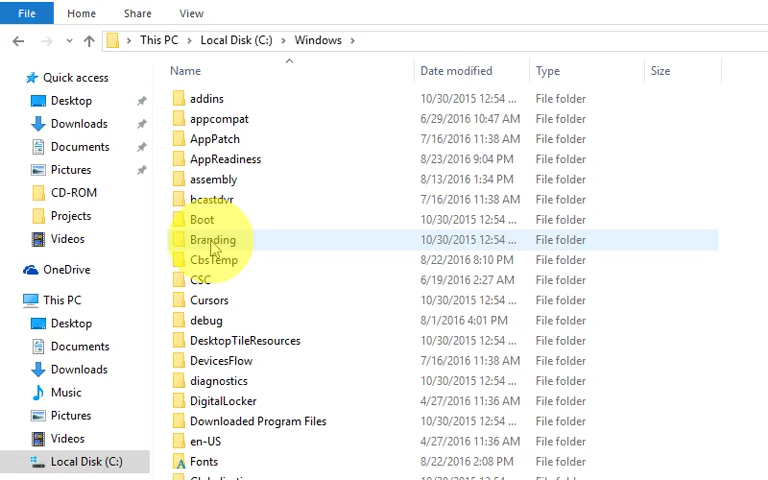 File Home Share View
This PC Local Disk (C:) Windows
Name Date modified Type Size
Quick access
Desktop
Downloads
Documents
Pictures
CD-ROM
Projects
Videos
OneDrive
This PC
Desktop
Documents
Downloads
Music
Pictures
Videos
Local Disk (C:)
addins 10/30/2015 12:54 ... File folder
appcompat 6/29/2016 10:47 AM File folder
AppPatch 7/16/2016 11:38 AM File folder
AppReadiness 8/23/2016 9:04 PM File folder
assembly 8/13/2016 1:34 PM File folder
bcastdvr 7/16/2016 11:38 AM File folder
Boot 10/30/2015 12:54 ... File folder
Branding 10/30/2015 12:54 ... File folder
CbsTemp 8/22/2016 8:10 PM File folder
CSC 6/19/2016 2:27 AM File folder
Cursors 10/30/2015 12:54 ... File folder
debug 8/1/2016 4:01 PM File folder
DesktopTileResources 10/30/2015 12:54 ... File folder
DevicesFlow 7/16/2016 11:38 AM File folder
diagnostics 10/30/2015 12:54 ... File folder
DigitalLocker 4/27/2016 11:36 AM File folder
Downloaded Program Files 10/30/2015 12:54 ... File folder
en-US 4/27/2016 11:36 AM File folder
Fonts 8/22/2016 2:08 PM File folder